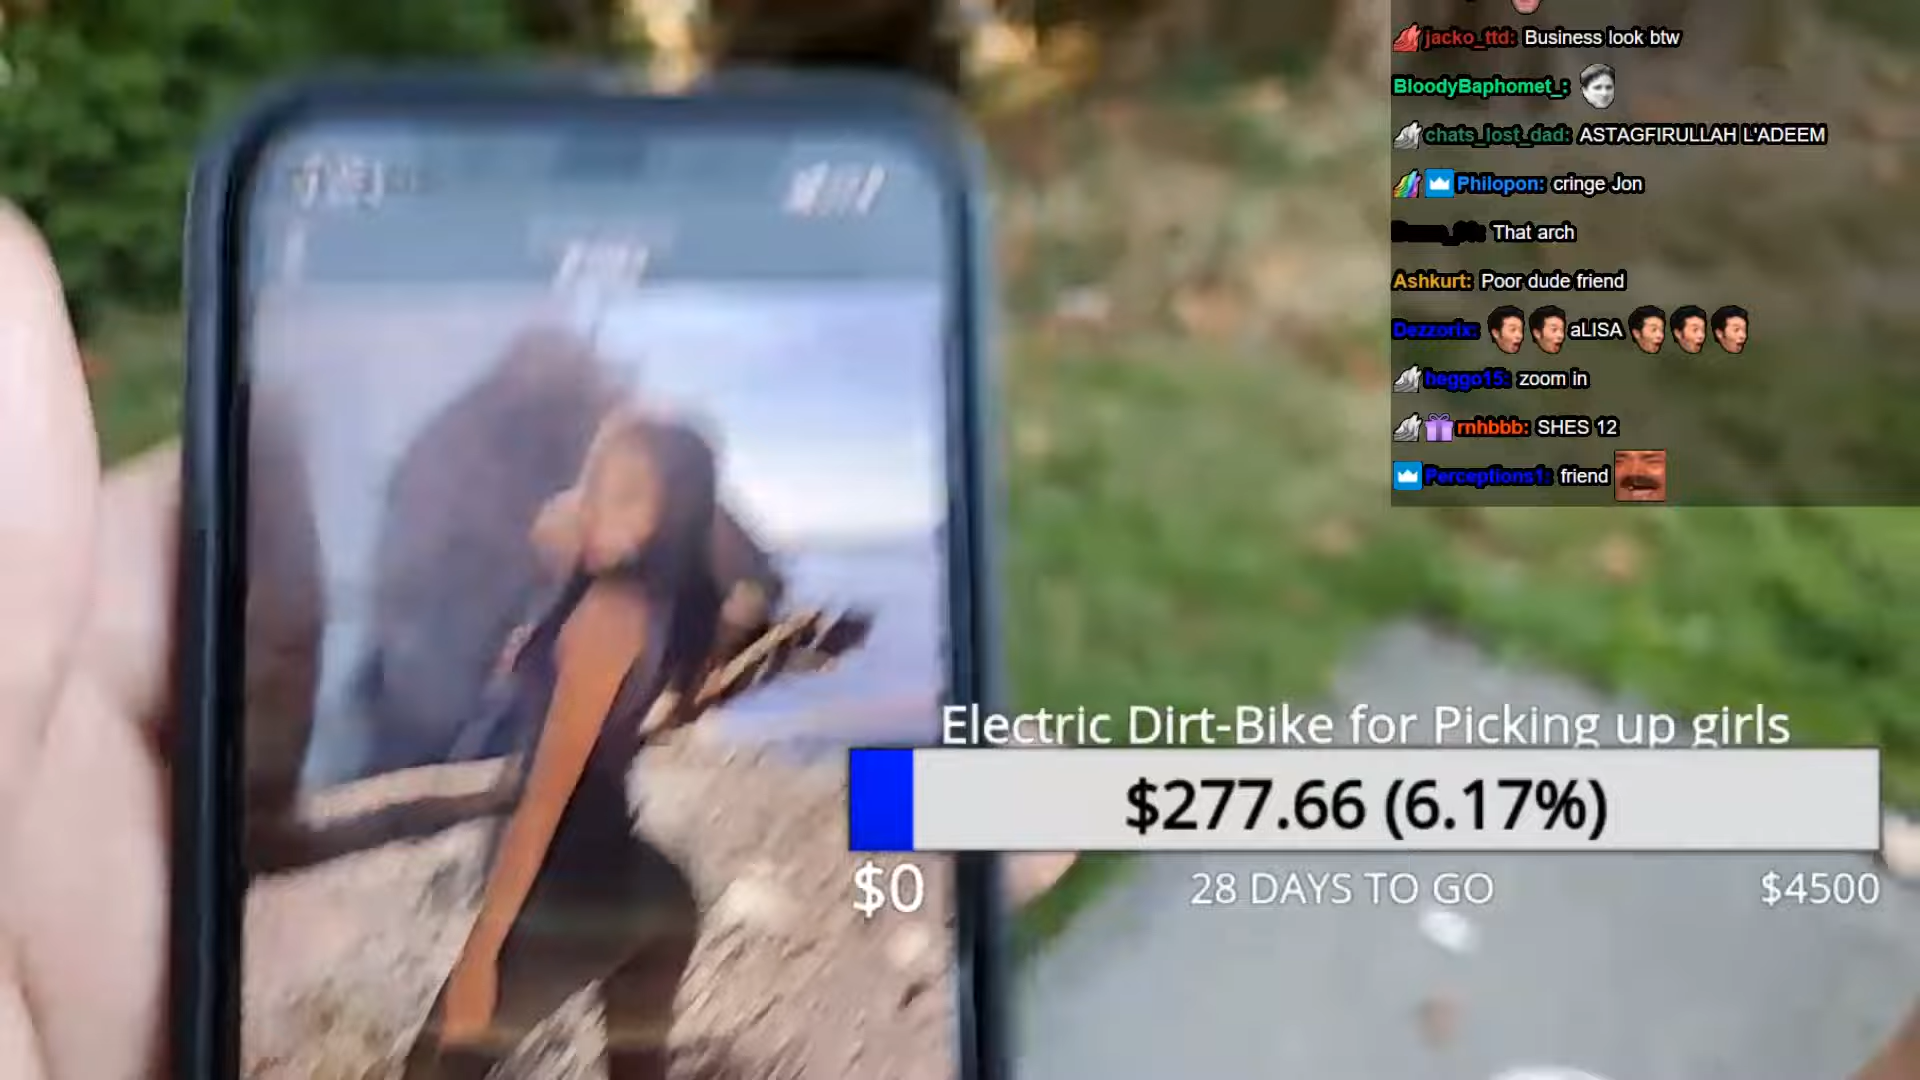 jacko_ttd: Business look btw
BloodyBaphomet_:
chats_lost_dad: ASTAGFIRULLAH L'ADEEM
Philopon: cringe Jon
That arch
Ashkurt: Poor dude friend
Dezzorix: aLISA
heggo15: zoom in
rnhbbb: SHES 12
Perceptions1: friend
Electric Dirt-Bike for Picking up girls
$277.66 (6.17%)
$0 28 DAYS TO GO $4500